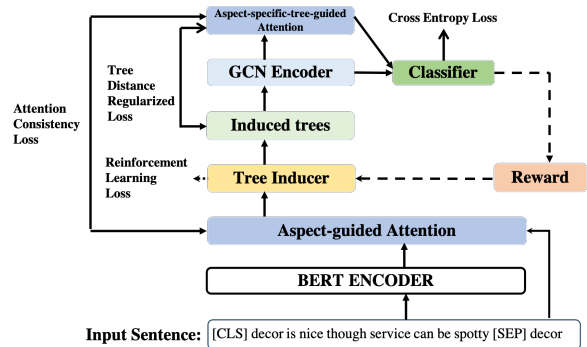 Aspect-specific-tree-guided
Attention
Cross Entropy Loss
GCN Encoder
Classifier
Tree
Distance
Regularized
Loss
Attention
Consistency
Loss
Induced trees
Reinforcement
Learning
Loss
Tree Inducer
Reward
Aspect-guided Attention
BERT ENCODER
Input Sentence: [CLS] decor is nice though service can be spotty [SEP] decor